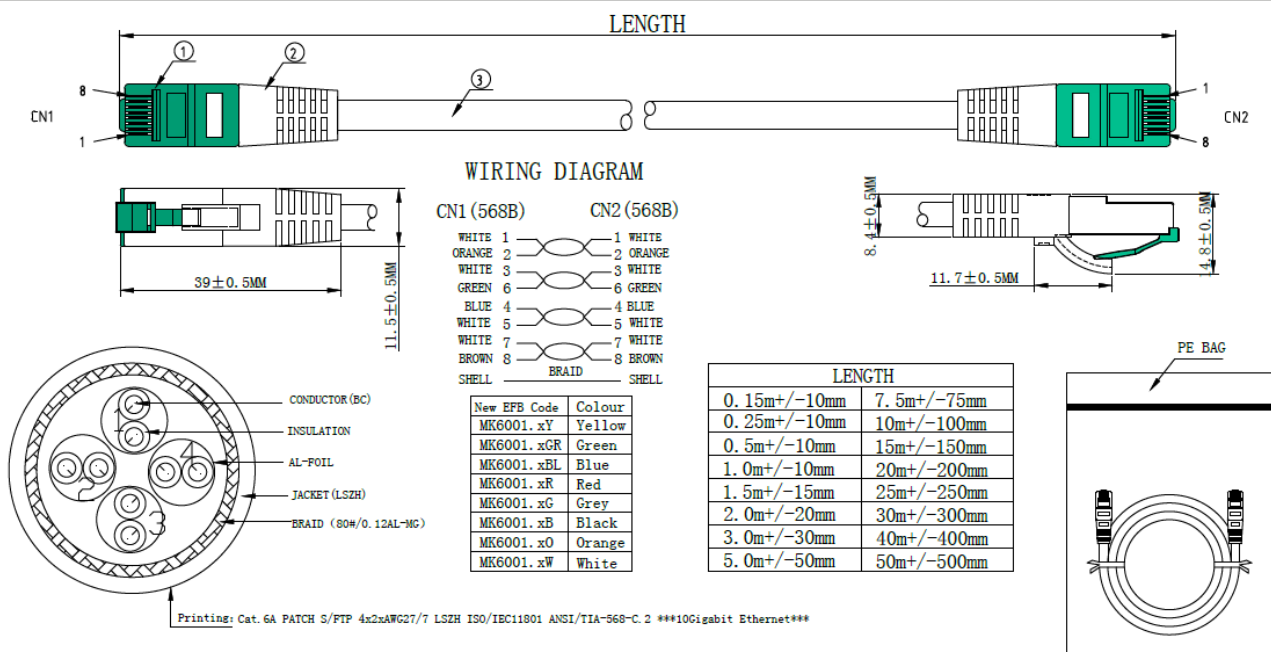 LENGTH
1
2
3
8
CN1
1
1
CN2
8
WIRING DIAGRAM
CN1(568B) CN2(568B)
WHITE 1 1 WHITE
ORANGE 2 2 ORANGE
WHITE 3 3 WHITE
GREEN 6 6 GREEN
BLUE 4 4 BLUE
WHITE 5 5 WHITE
WHITE 7 7 WHITE
BROWN 8 8 BROWN
BRAID
SHELL SHELL
39±0.5MM
11.5±0.5MM
8.4±0.5MM
11.7±0.5MM
4.8±0.5MM
CONDUCTOR(BC)
INSULATION
AL-FOIL
JACKET(LSZH)
BRAID (80#/0.12AL-MG)
1
2
3
4
New EFB Code Colour
MK6001.xY Yellow
MK6001.xGR Green
MK6001.xBL Blue
MK6001.xR Red
MK6001.xG Grey
MK6001.xB Black
MK6001.xO Orange
MK6001.xW White
LENGTH
0.15m+/-10mm 7.5m+/-75mm
0.25m+/-10mm 10m+/-100mm
0.5m+/-10mm 15m+/-150mm
1.0m+/-10mm 20m+/-200mm
1.5m+/-15mm 25m+/-250mm
2.0m+/-20mm 30m+/-300mm
3.0m+/-30mm 40m+/-400mm
5.0m+/-50mm 50m+/-500mm
PE BAG
Printing: Cat.6A PATCH S/FTP 4x2xAWG27/7 LSZH ISO/IEC11801 ANSI/TIA-568-C.2 ***10Gigabit Ethernet***